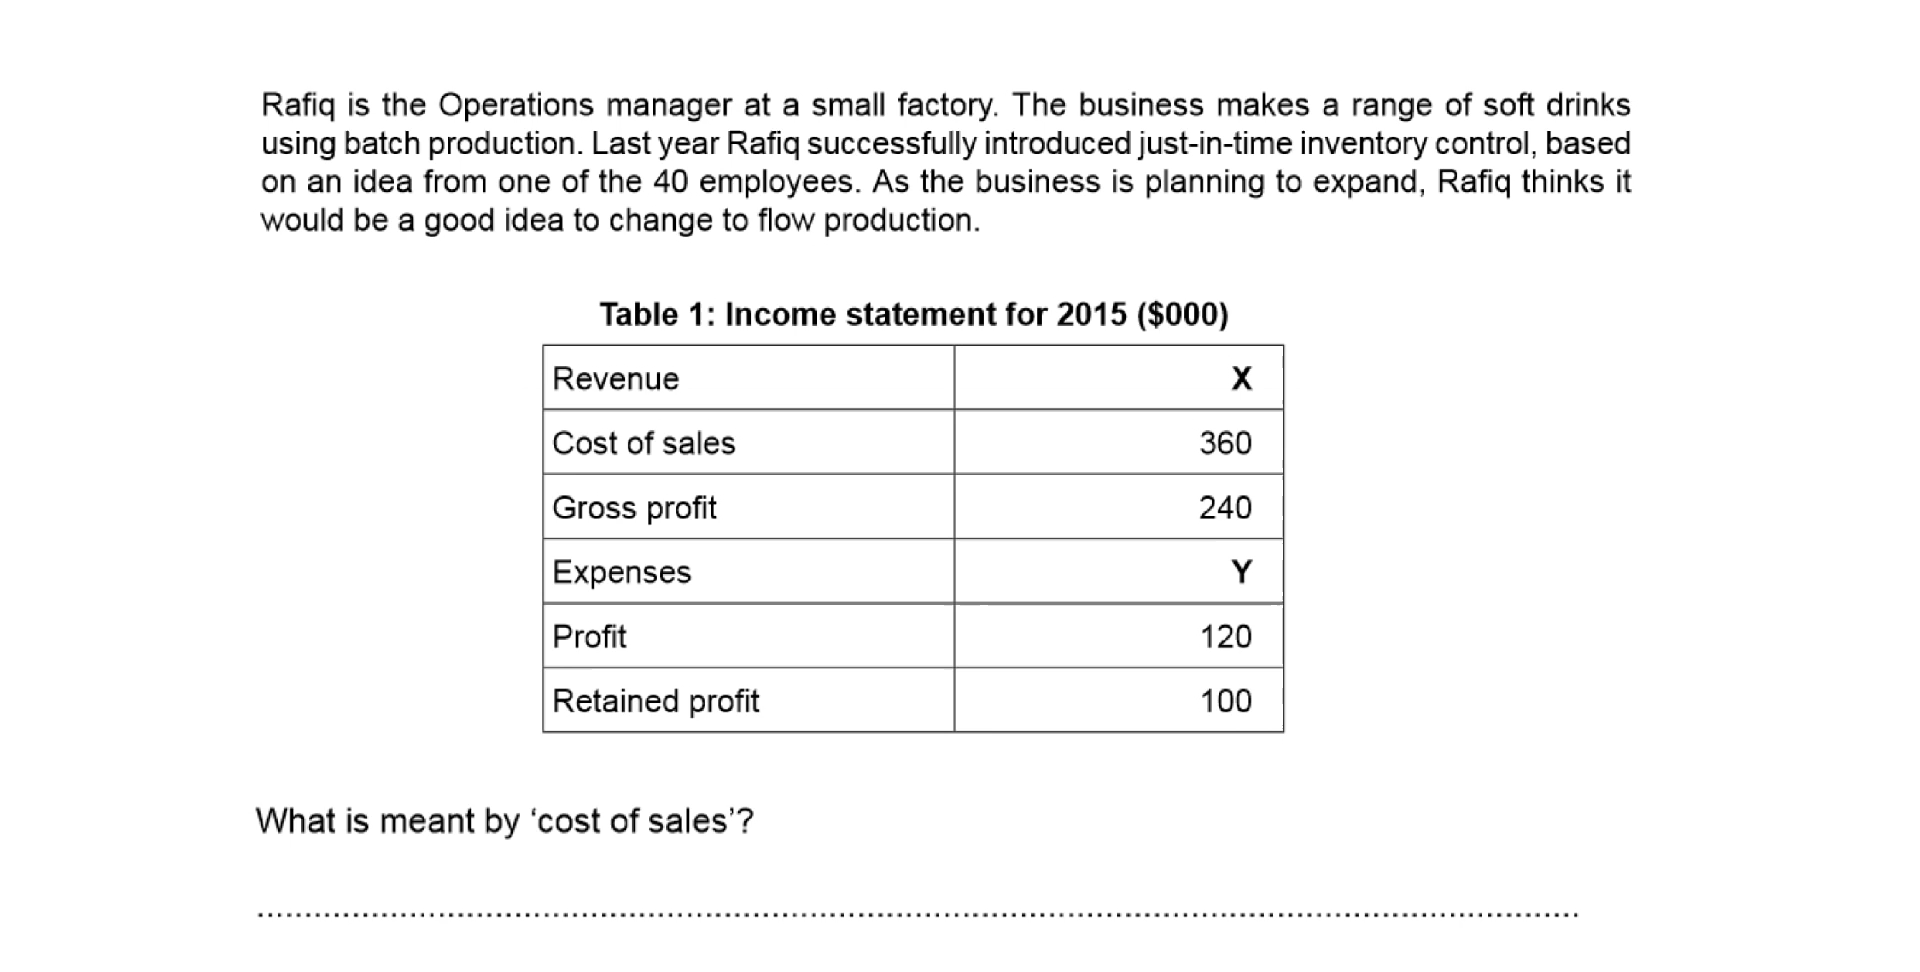 Rafiq is the Operations manager at a small factory. The business makes a range of soft drinks
using batch production. Last year Rafiq successfully introduced just-in-time inventory control, based
on an idea from one of the 40 employees. As the business is planning to expand, Rafiq thinks it
would be a good idea to change to flow production.
Table 1: Income statement for 2015 ($000)
Revenue X
Cost of sales 360
Gross profit 240
Expenses Y
Profit 120
Retained profit 100
What is meant by ‘cost of sales’?